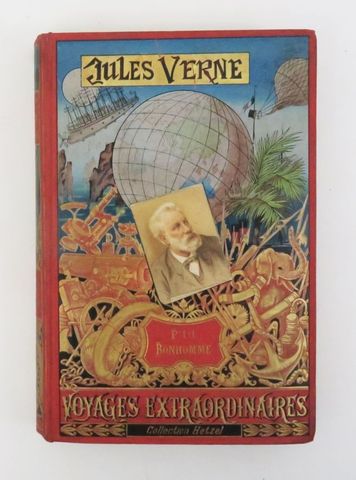 JULES VERNE
P'tit
BONHOMME
VOYAGES EXTRAORDINAIRES
Collection Hetzel